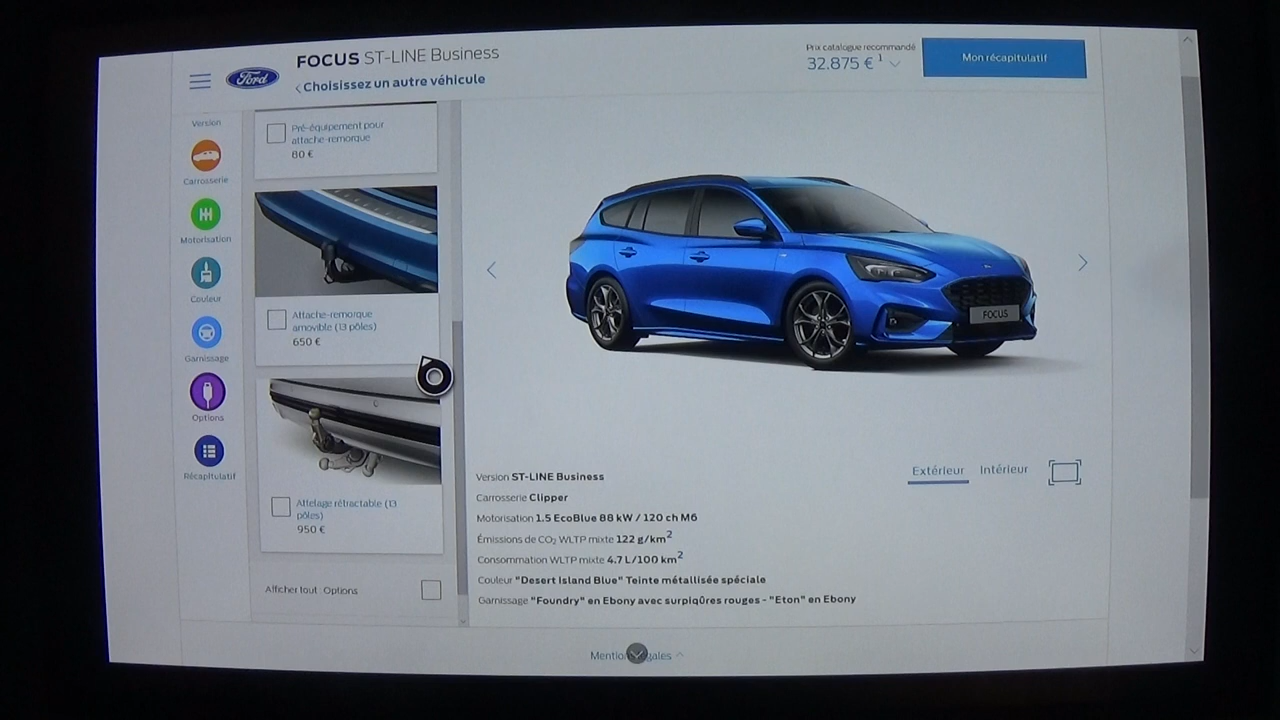 FOCUS ST-LINE Business
Ford
Choisissez un autre véhicule
Prix catalogue recommandé
32.875 € 1
Mon récapitulatif
Version
Carrosserie
Motorisation
Couleur
Garnissage
Options
Récapitulatif
Pré-équipement pour
attache-remorque
80 €
Attache-remorque
amovible (13 pôles)
650 €
Attelage rétractable (13
pôles)
950 €
Afficher tout Options
FOCUS
Extérieur
Intérieur
Version ST-LINE Business
Carrosserie Clipper
Motorisation 1.5 EcoBlue 88 kW / 120 ch M6
Émissions de CO₂ WLTP mixte 122 g/km²
Consommation WLTP mixte 4.7 L/100 km²
Couleur "Desert Island Blue" Teinte métallisée spéciale
Garnissage "Foundry" en Ebony avec surpiqûres rouges - "Eton" en Ebony